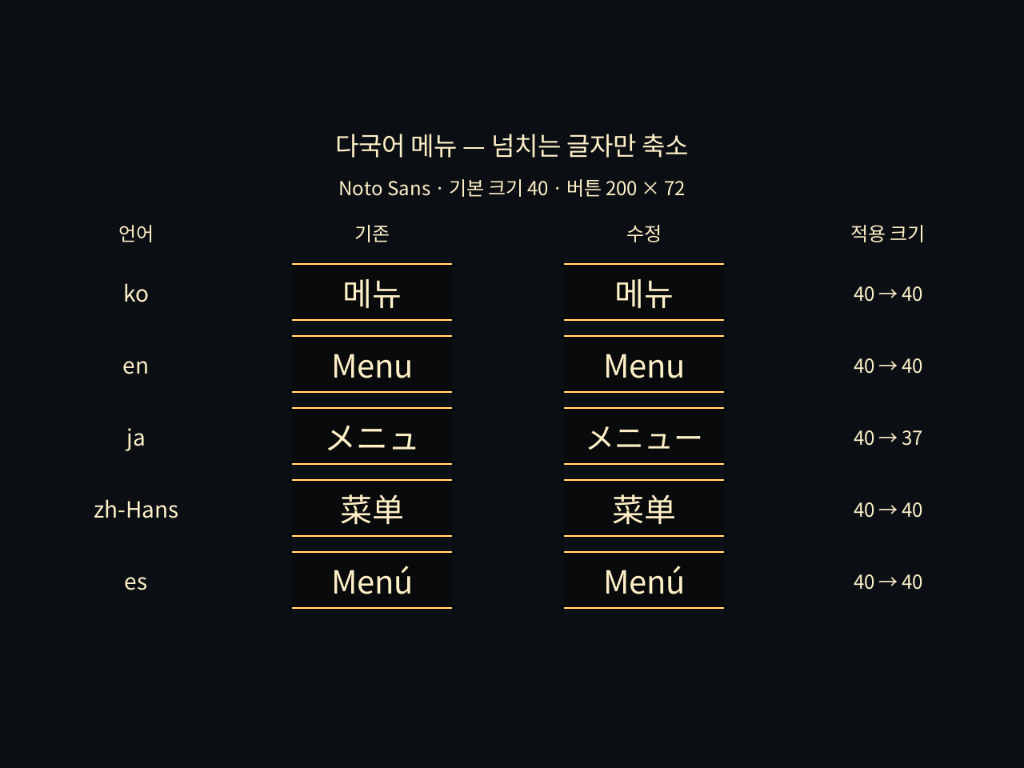 다국어 메뉴 — 넘치는 글자만 축소
Noto Sans · 기본 크기 40 · 버튼 200 × 72
언어 기존 수정 적용 크기
ko 메뉴 메뉴 40 → 40
en Menu Menu 40 → 40
ja メニュ メニュー 40 → 37
zh-Hans 菜单 菜单 40 → 40
es Menú Menú 40 → 40